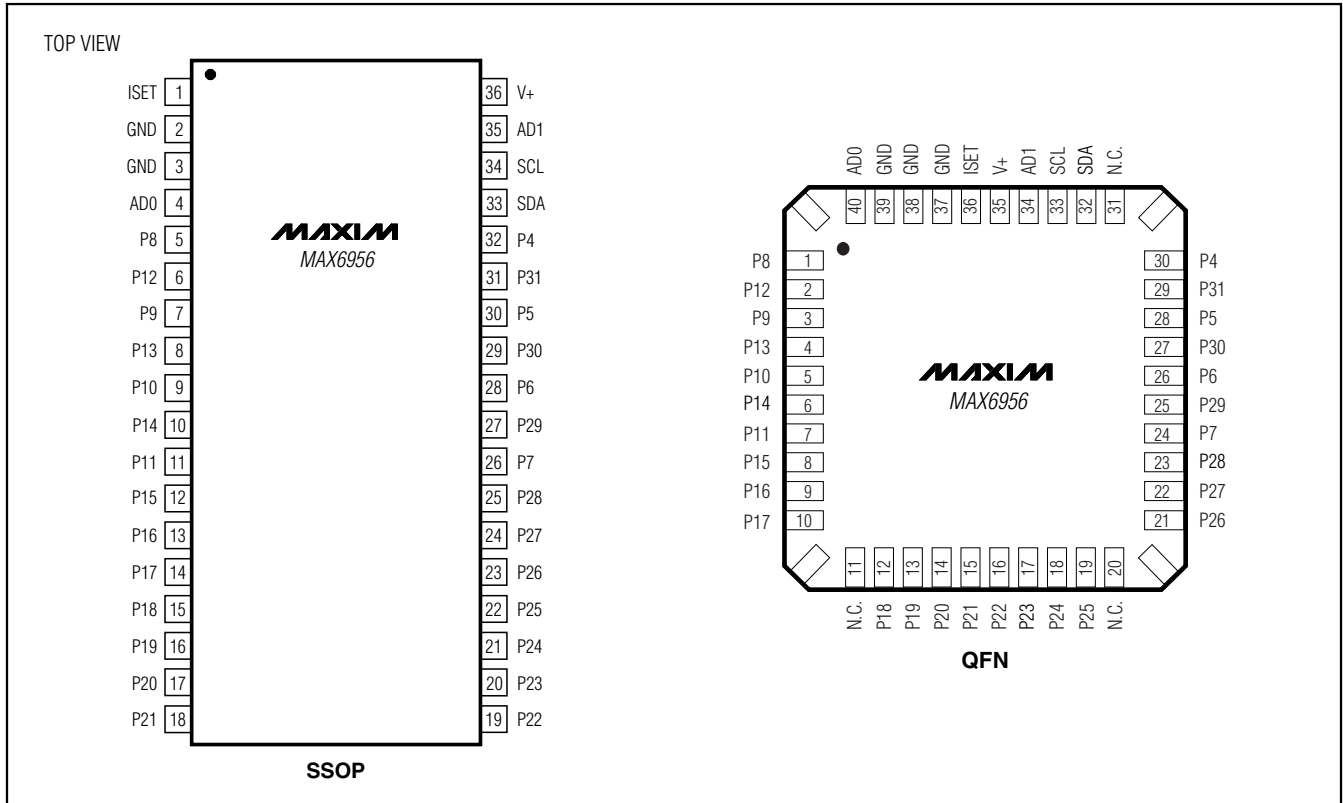 TOP VIEW
ISET 1
GND 2
GND 3
AD0 4
P8 5
P12 6
P9 7
P13 8
P10 9
P14 10
P11 11
P15 12
P16 13
P17 14
P18 15
P19 16
P20 17
P21 18
MAXIM
MAX6956
36 V+
35 AD1
34 SCL
33 SDA
32 P4
31 P31
30 P5
29 P30
28 P6
27 P29
26 P7
25 P28
24 P27
23 P26
22 P25
21 P24
20 P23
19 P22
SSOP
AD0 GND GND GND ISET V+ AD1 SCL SDA N.C.
40 39 38 37 36 35 34 33 32 31
P8 1
P12 2
P9 3
P13 4
P10 5
P14 6
P11 7
P15 8
P16 9
P17 10
MAXIM
MAX6956
30 P4
29 P31
28 P5
27 P30
26 P6
25 P29
24 P7
23 P28
22 P27
21 P26
11 12 13 14 15 16 17 18 19 20
N.C. P18 P19 P20 P21 P22 P23 P24 P25 N.C.
QFN